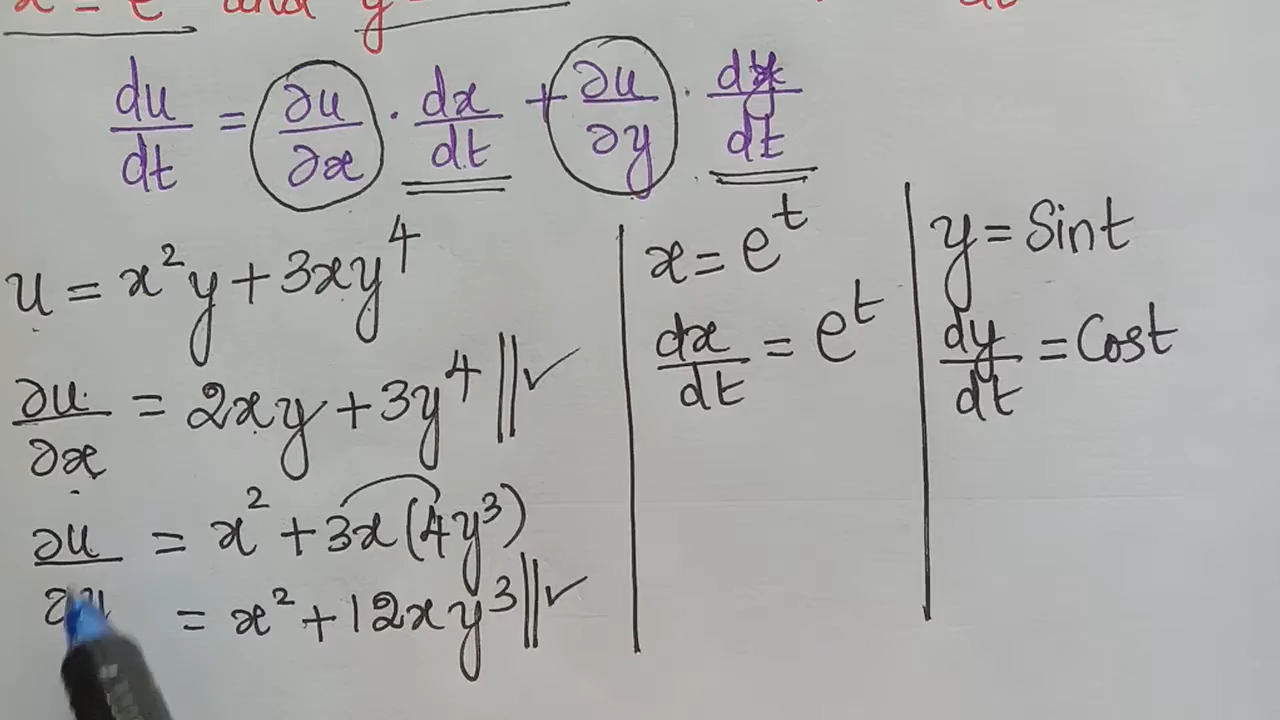 x = e and y
du/dt = ∂u/∂x · dx/dt + ∂u/∂y · dy/dt
u = x²y + 3xy⁴
∂u/∂x = 2xy + 3y⁴ ‖✓
∂u/∂y = x² + 3x(4y³)
= x² + 12xy³ ‖✓
x = e^t
dx/dt = e^t
y = Sint
dy/dt = Cost